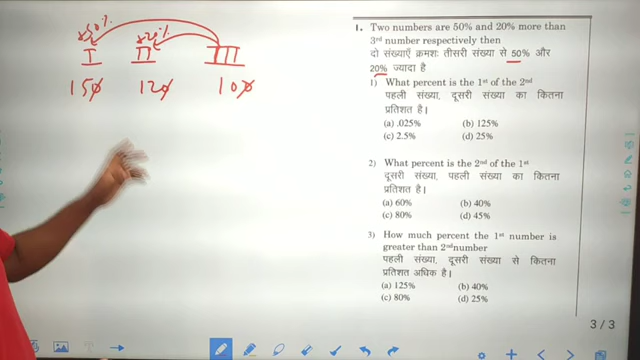 +50%
+20%
I II III
150 120 100
1. Two numbers are 50% and 20% more than
3rd number respectively then
दो संख्याएँ क्रमशः तीसरी संख्या से 50% और
20% ज्यादा है
1) What percent is the 1st of the 2nd
पहली संख्या, दूसरी संख्या का कितना
प्रतिशत है।
(a) .025% (b) 125%
(c) 2.5% (d) 25%
2) What percent is the 2nd of the 1st
दूसरी संख्या, पहली संख्या का कितना
प्रतिशत है।
(a) 60% (b) 40%
(c) 80% (d) 45%
3) How much percent the 1st number is
greater than 2nd number
पहली संख्या, दूसरी संख्या से कितना
प्रतिशत अधिक है।
(a) 125% (b) 40%
(c) 80% (d) 25%
3 / 3